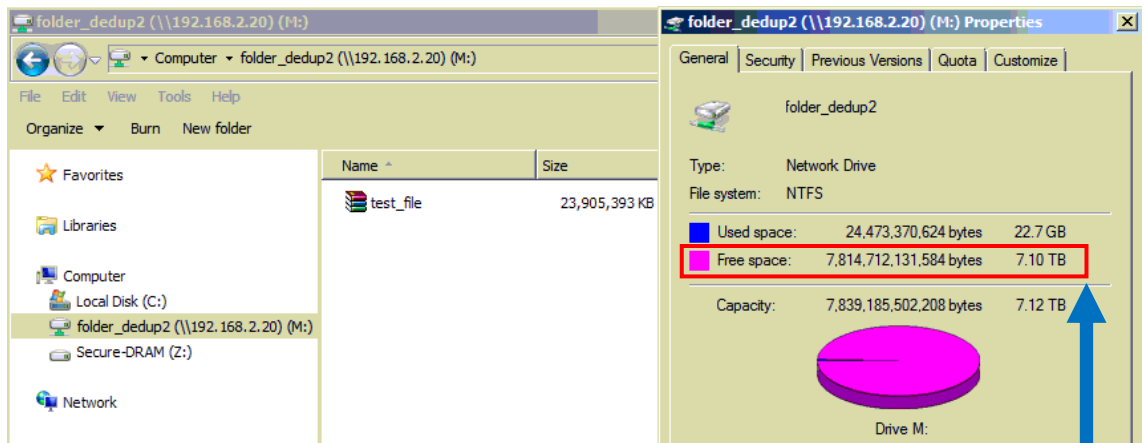 folder_dedup2 (\\192.168.2.20) (M:)
Computer folder_dedup2 (\\192.168.2.20) (M:)
File Edit View Tools Help
Organize Burn New folder
Favorites
Libraries
Computer
Local Disk (C:)
folder_dedup2 (\\192.168.2.20) (M:)
Secure-DRAM (Z:)
Network
Name Size
test_file 23,905,393 KB
folder_dedup2 (\\192.168.2.20) (M:) Properties
General Security Previous Versions Quota Customize
folder_dedup2
Type: Network Drive
File system: NTFS
Used space: 24,473,370,624 bytes 22.7 GB
Free space: 7,814,712,131,584 bytes 7.10 TB
Capacity: 7,839,185,502,208 bytes 7.12 TB
Drive M: